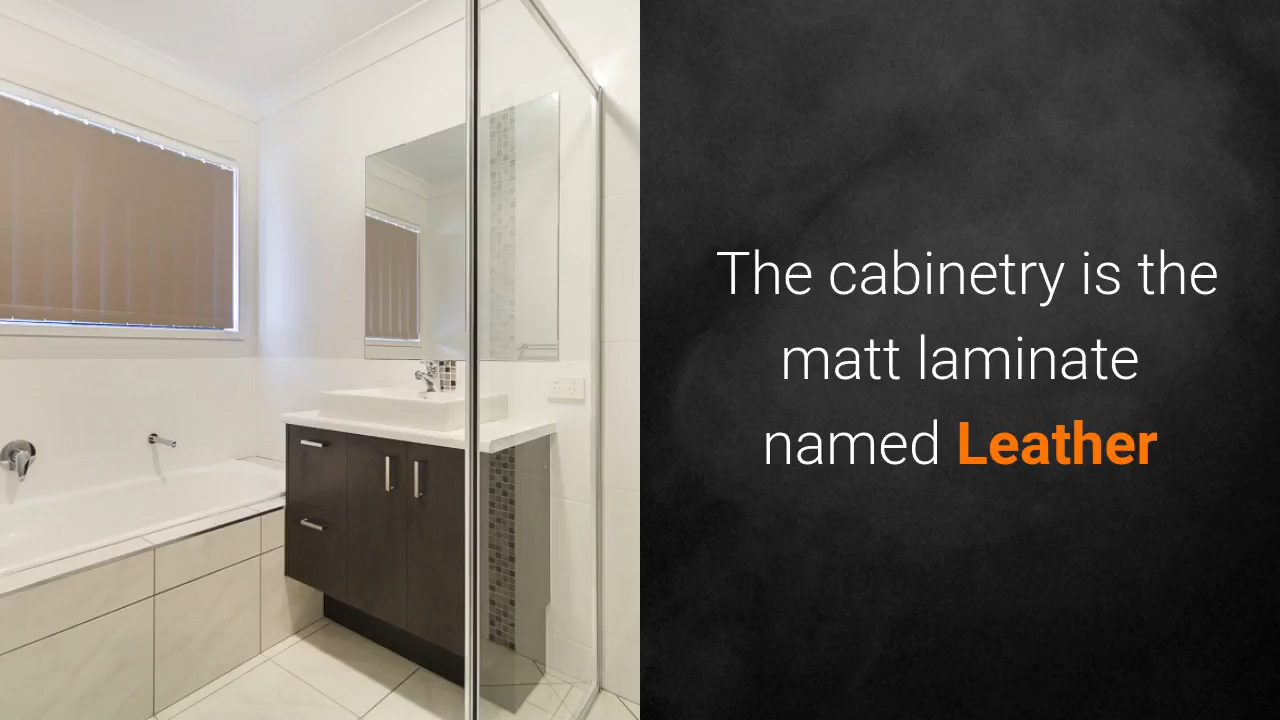 The cabinetry is the
matt laminate
named Leather